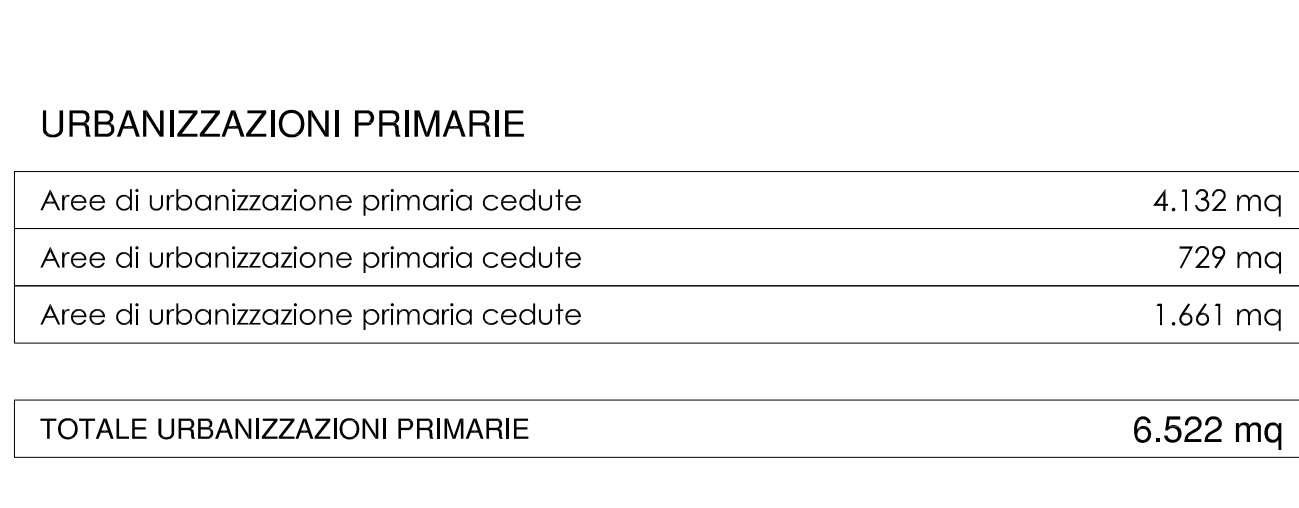 URBANIZZAZIONI PRIMARIE
Aree di urbanizzazione primaria cedute 4.132 mq
Aree di urbanizzazione primaria cedute 729 mq
Aree di urbanizzazione primaria cedute 1.661 mq
TOTALE URBANIZZAZIONI PRIMARIE 6.522 mq